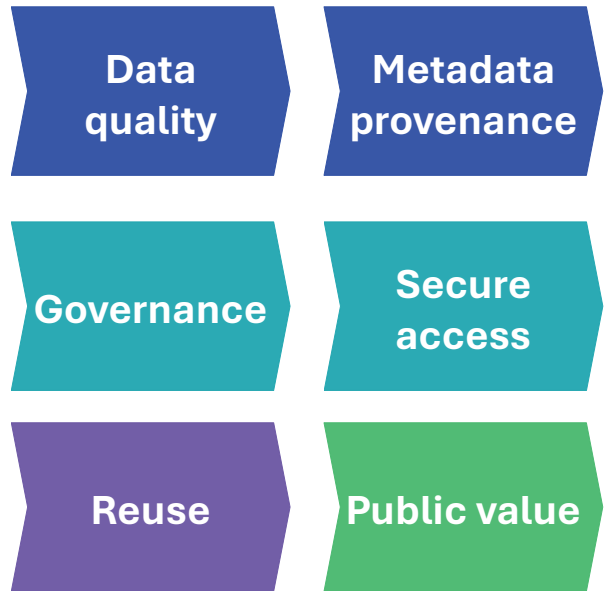 Data
quality
Metadata
provenance
Governance
Secure
access
Reuse
Public value